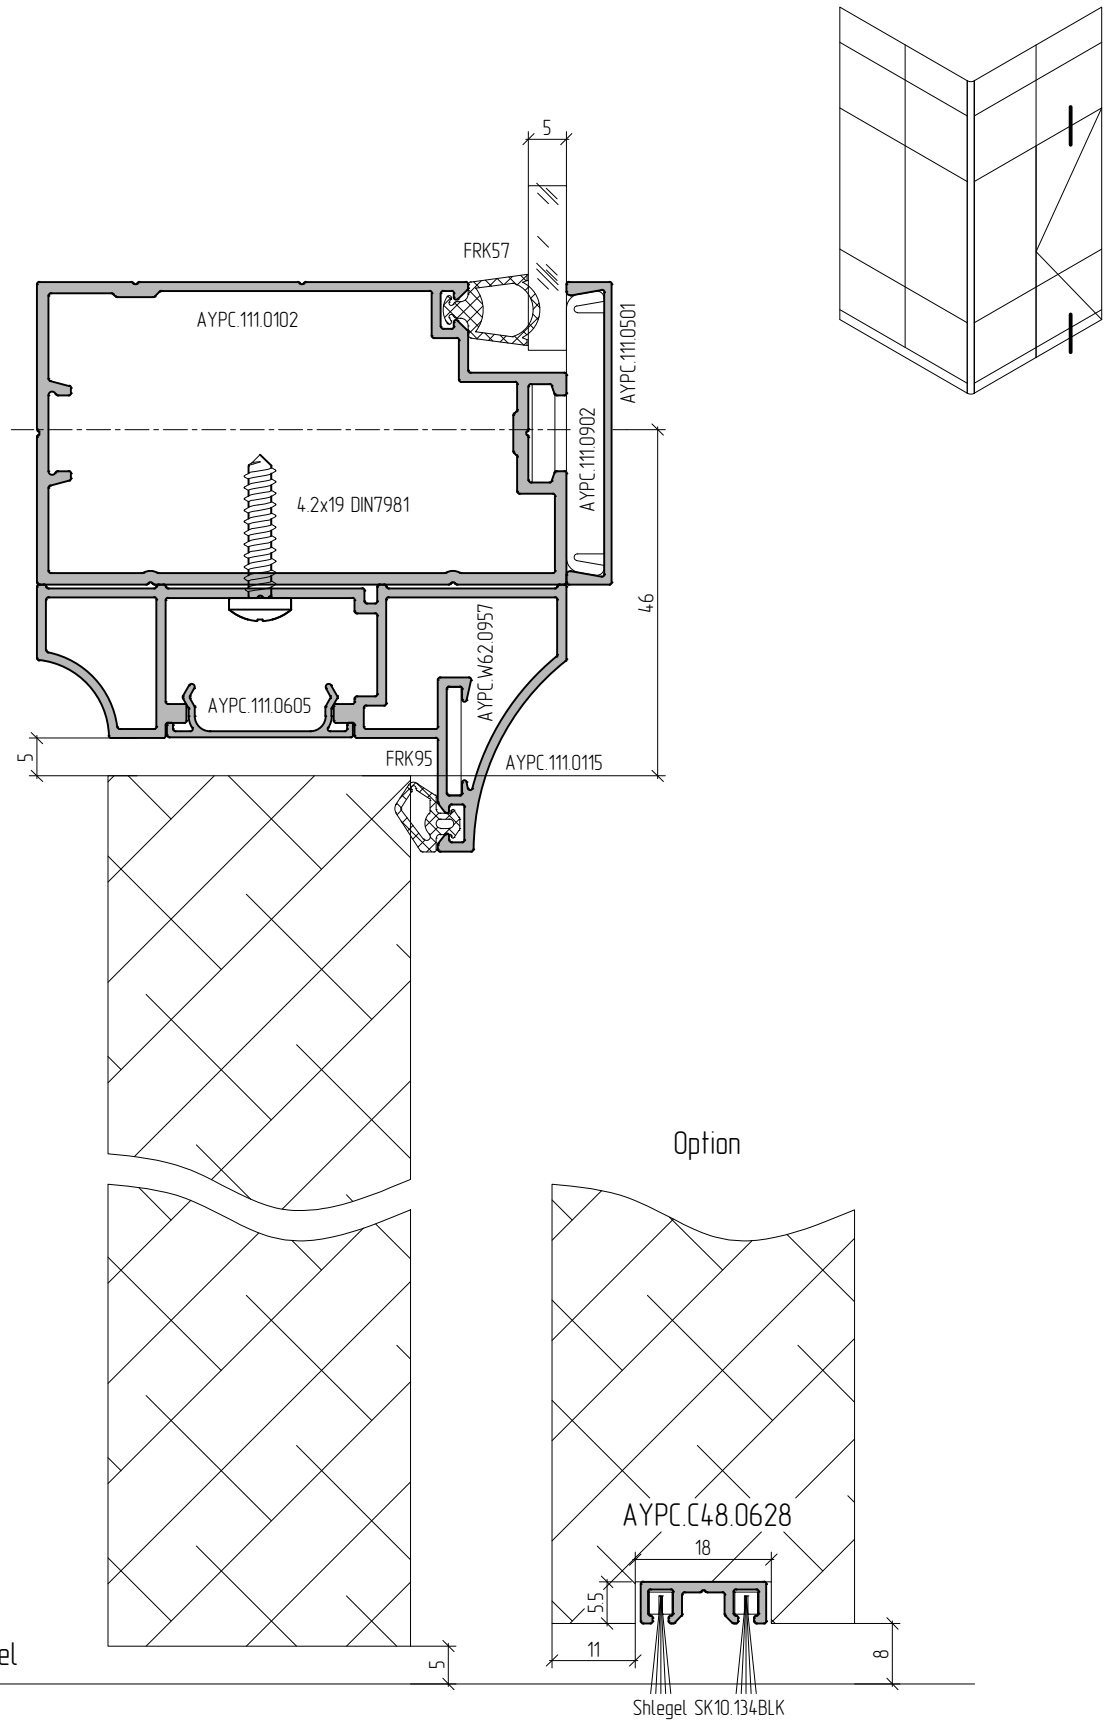 5
FRK57
AYPC.111.0102
AYPC.111.0501
AYPC.111.0902
4.2x19 DIN7981
46
AYPC.W62.0957
AYPC.111.0605
5
FRK95
AYPC.111.0115
Option
AYPC.C48.0628
18
5.5
11
8
el
5
Shlegel SK10.134BLK